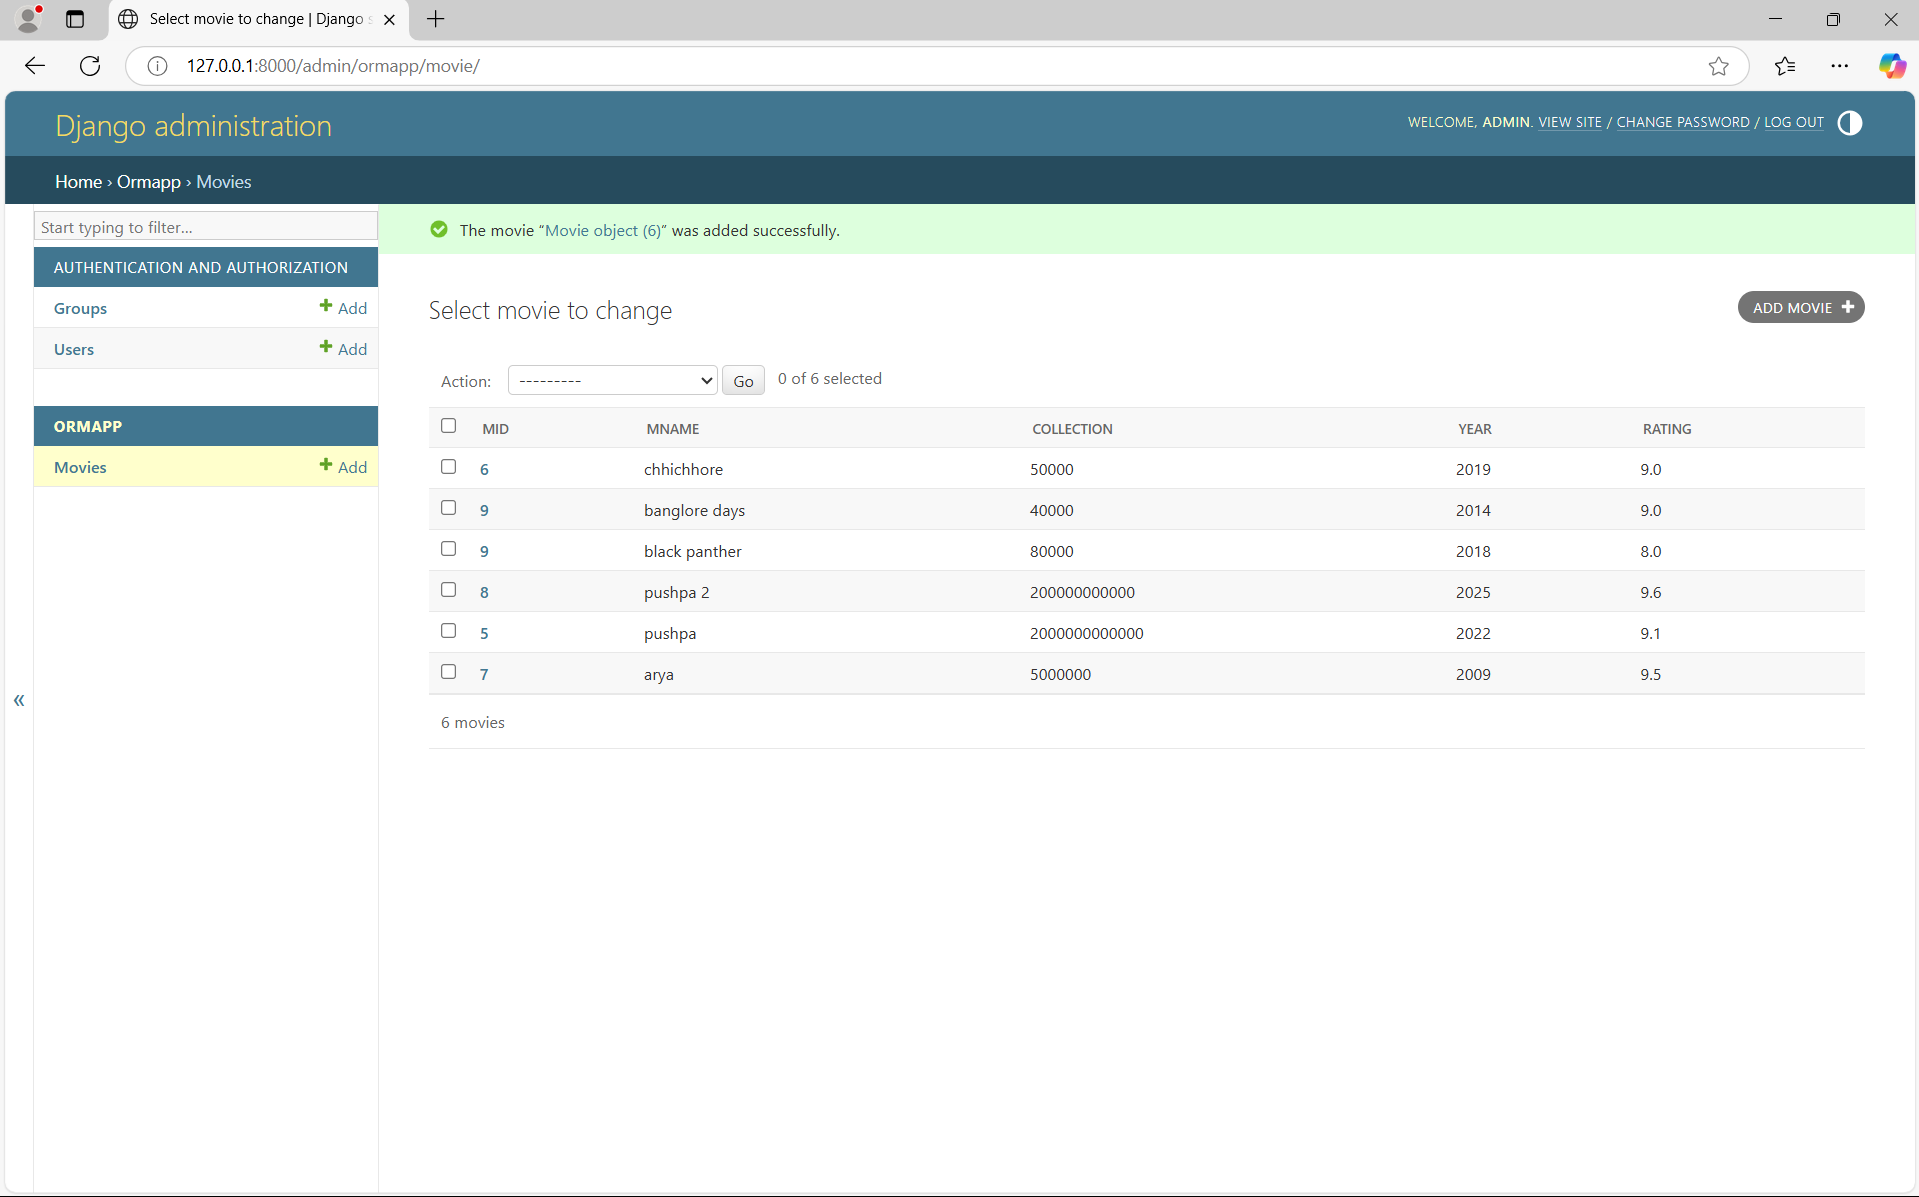 Select movie to change | Django s
127.0.0.1:8000/admin/ormapp/movie/
Django administration
WELCOME, ADMIN. VIEW SITE / CHANGE PASSWORD / LOG OUT
Home › Ormapp › Movies
Start typing to filter...
AUTHENTICATION AND AUTHORIZATION
Groups Add
Users Add
ORMAPP
Movies Add
«
The movie “Movie object (6)” was added successfully.
Select movie to change
ADD MOVIE
Action: --------- Go 0 of 6 selected
MID MNAME COLLECTION YEAR RATING
6 chhichhore 50000 2019 9.0
9 banglore days 40000 2014 9.0
9 black panther 80000 2018 8.0
8 pushpa 2 200000000000 2025 9.6
5 pushpa 2000000000000 2022 9.1
7 arya 5000000 2009 9.5
6 movies